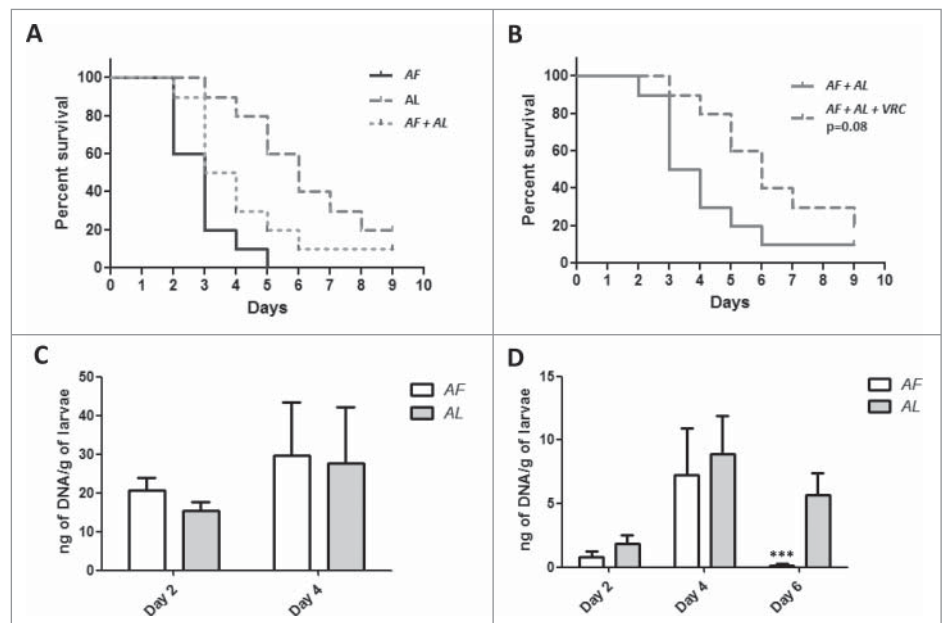 A
Percent survival
100
80
60
40
20
0
0 1 2 3 4 5 6 7 8 9 10
Days
AF
AL
AF + AL
B
Percent survival
100
80
60
40
20
0
0 1 2 3 4 5 6 7 8 9 10
Days
AF + AL
AF + AL + VRC
p=0.08
C
ng of DNA/g of larvae
50
40
30
20
10
0
Day 2
Day 4
AF
AL
D
ng of DNA/g of larvae
15
10
5
0
***
Day 2
Day 4
Day 6
AF
AL